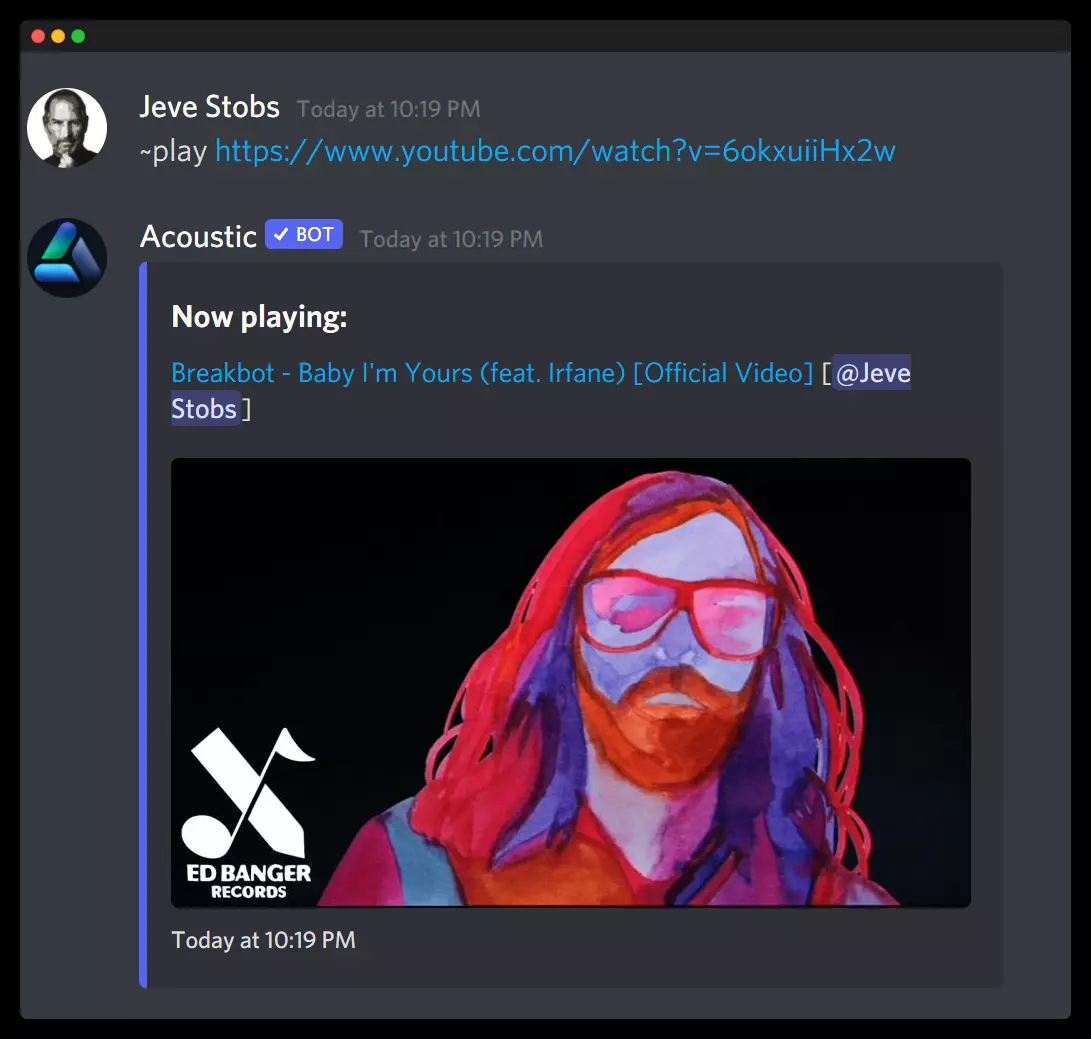 Jeve Stobs Today at 10:19 PM
~play https://www.youtube.com/watch?v=6okxuiiHx2w
Acoustic ✓ BOT Today at 10:19 PM
Now playing:
Breakbot - Baby I'm Yours (feat. Irfane) [Official Video] [@Jeve
Stobs]
ED BANGER
RECORDS
Today at 10:19 PM